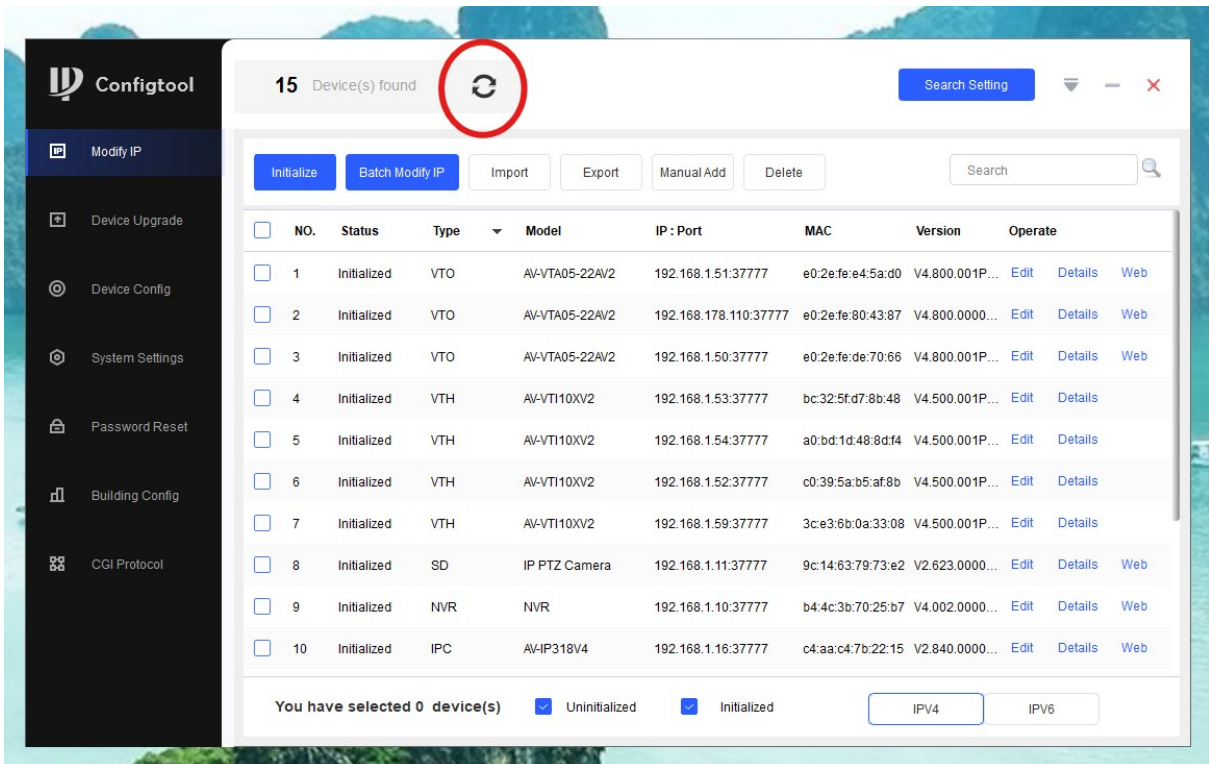 Configtool
15 Device(s) found
Search Setting
Modify IP
Device Upgrade
Device Config
System Settings
Password Reset
Building Config
CGI Protocol
Initialize Batch Modify IP Import Export Manual Add Delete Search
NO. Status Type Model IP : Port MAC Version Operate
1 Initialized VTO AV-VTA05-22AV2 192.168.1.51:37777 e0:2e:fe:e4:5a:d0 V4.800.001P... Edit Details Web
2 Initialized VTO AV-VTA05-22AV2 192.168.178.110:37777 e0:2e:fe:80:43:87 V4.800.0000... Edit Details Web
3 Initialized VTO AV-VTA05-22AV2 192.168.1.50:37777 e0:2e:fe:de:70:66 V4.800.001P... Edit Details Web
4 Initialized VTH AV-VTI10XV2 192.168.1.53:37777 bc:32:5f:d7:8b:48 V4.500.001P... Edit Details
5 Initialized VTH AV-VTI10XV2 192.168.1.54:37777 a0:bd:1d:48:8d:f4 V4.500.001P... Edit Details
6 Initialized VTH AV-VTI10XV2 192.168.1.52:37777 c0:39:5a:b5:af:8b V4.500.001P... Edit Details
7 Initialized VTH AV-VTI10XV2 192.168.1.59:37777 3c:e3:6b:0a:33:08 V4.500.001P... Edit Details
8 Initialized SD IP PTZ Camera 192.168.1.11:37777 9c:14:63:79:73:e2 V2.623.0000... Edit Details Web
9 Initialized NVR NVR 192.168.1.10:37777 b4:4c:3b:70:25:b7 V4.002.0000... Edit Details Web
10 Initialized IPC AV-IP318V4 192.168.1.16:37777 c4:aa:c4:7b:22:15 V2.840.0000... Edit Details Web
You have selected 0 device(s) Uninitialized Initialized IPV4 IPV6